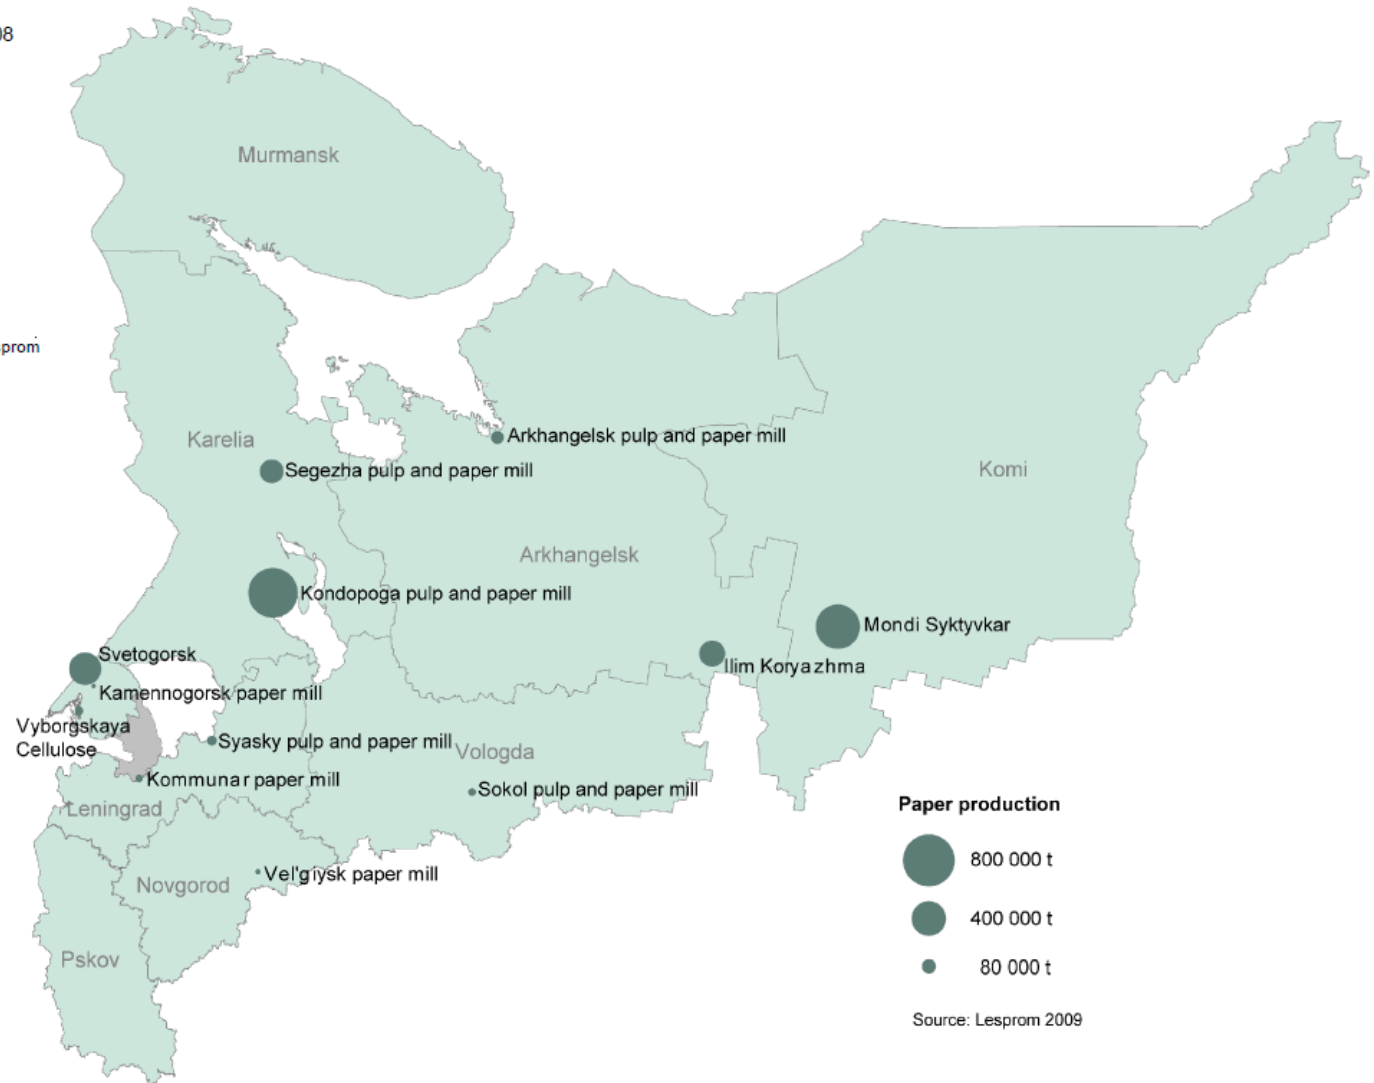 08
Murmansk
sprom
Arkhangelsk pulp and paper mill
Karelia
Segezha pulp and paper mill
Komi
Arkhangelsk
Kondopoga pulp and paper mill
Mondi Syktyvkar
Svetogorsk
Ilim Koryazhma
Kamennogorsk paper mill
Vyborgskaya
Cellulose
Syasky pulp and paper mill
Vologda
Kommunar paper mill
Sokol pulp and paper mill
Leningrad
Vel'giysk paper mill
Novgorod
Pskov
Paper production
800 000 t
400 000 t
80 000 t
Source: Lesprom 2009